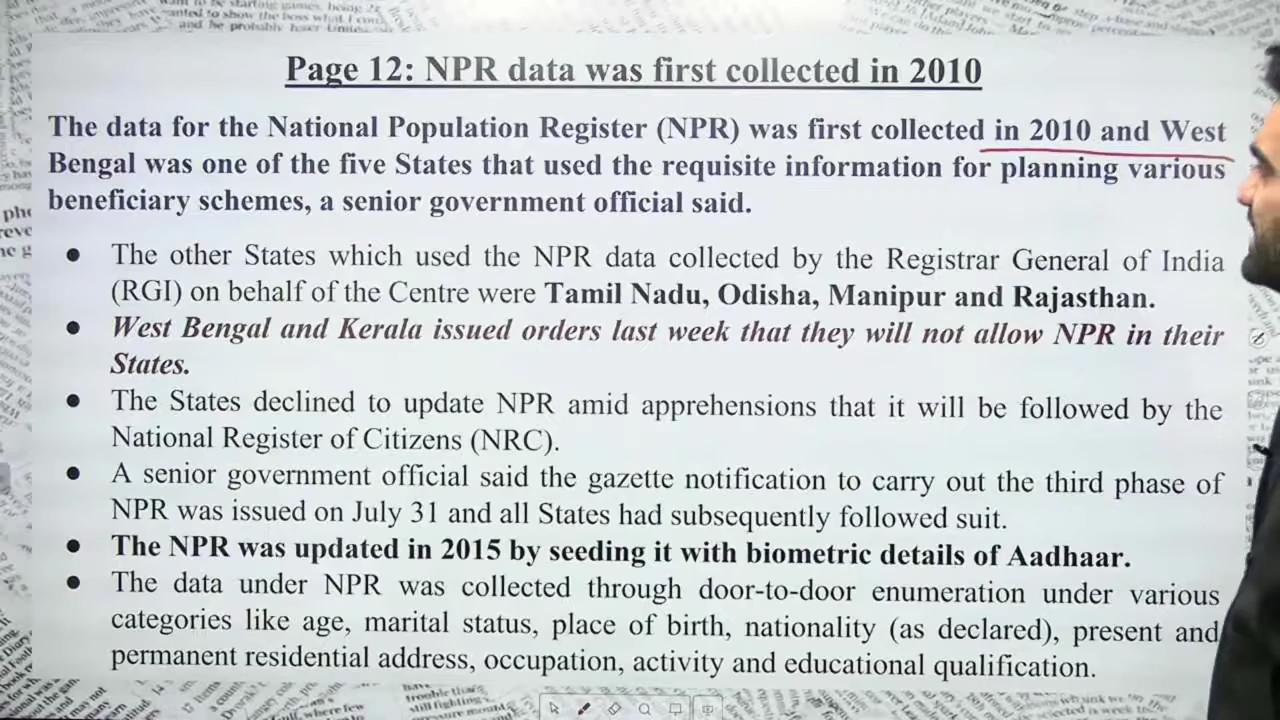 Page 12: NPR data was first collected in 2010
The data for the National Population Register (NPR) was first collected in 2010 and West
Bengal was one of the five States that used the requisite information for planning various
beneficiary schemes, a senior government official said.
● The other States which used the NPR data collected by the Registrar General of India
(RGI) on behalf of the Centre were Tamil Nadu, Odisha, Manipur and Rajasthan.
● West Bengal and Kerala issued orders last week that they will not allow NPR in their
States.
● The States declined to update NPR amid apprehensions that it will be followed by the
National Register of Citizens (NRC).
● A senior government official said the gazette notification to carry out the third phase of
NPR was issued on July 31 and all States had subsequently followed suit.
● The NPR was updated in 2015 by seeding it with biometric details of Aadhaar.
● The data under NPR was collected through door-to-door enumeration under various
categories like age, marital status, place of birth, nationality (as declared), present and
permanent residential address, occupation, activity and educational qualification.